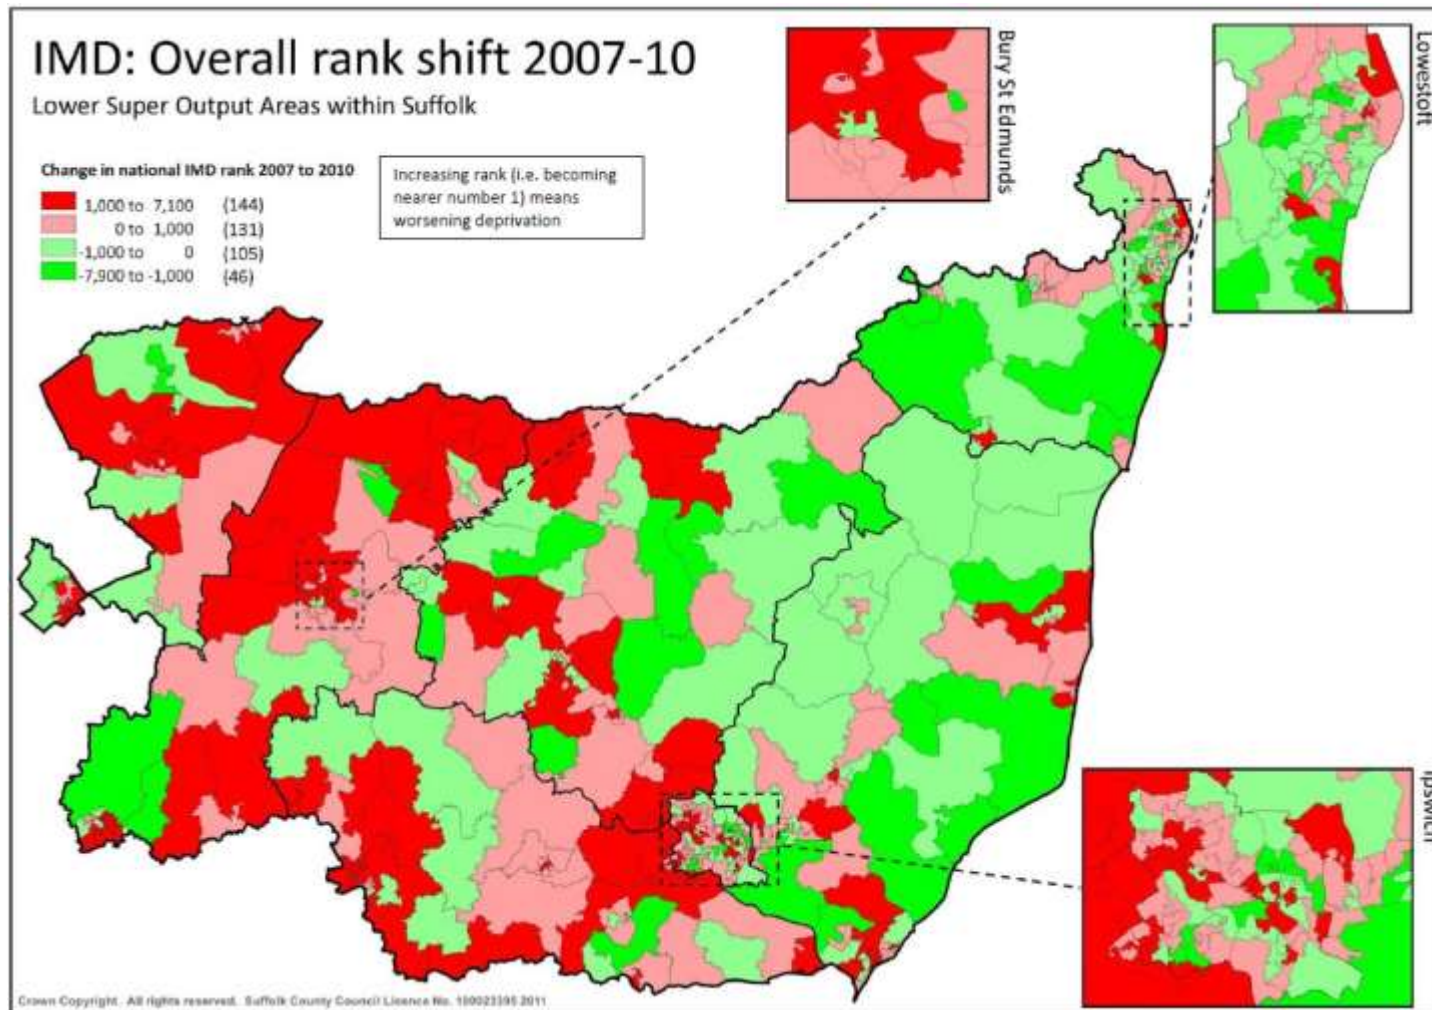 IMD: Overall rank shift 2007-10
Lower Super Output Areas within Suffolk
Change in national IMD rank 2007 to 2010
1,000 to 7,100 (144)
0 to 1,000 (131)
-1,000 to 0 (105)
-7,900 to -1,000 (46)
Increasing rank (i.e. becoming
nearer number 1) means
worsening deprivation
Bury St Edmunds
Lowestoft
Ipswich
Crown Copyright. All rights reserved. Suffolk County Council Licence No. 100023395 2011